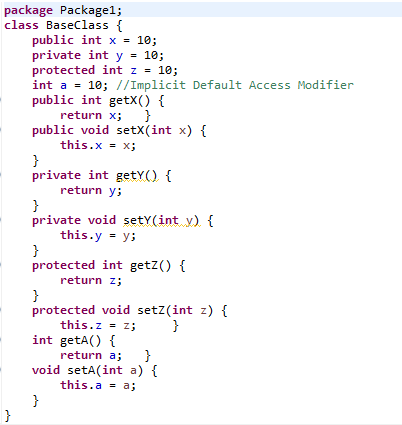 package Package1;
class BaseClass {
    public int x = 10;
    private int y = 10;
    protected int z = 10;
    int a = 10; //Implicit Default Access Modifier
    public int getX() {
        return x;   }
    public void setX(int x) {
        this.x = x;
    }
    private int getY() {
        return y;
    }
    private void setY(int y) {
        this.y = y;
    }
    protected int getZ() {
        return z;
    }
    protected void setZ(int z) {
        this.z = z;     }
    int getA() {
        return a;   }
    void setA(int a) {
        this.a = a;
    }
}